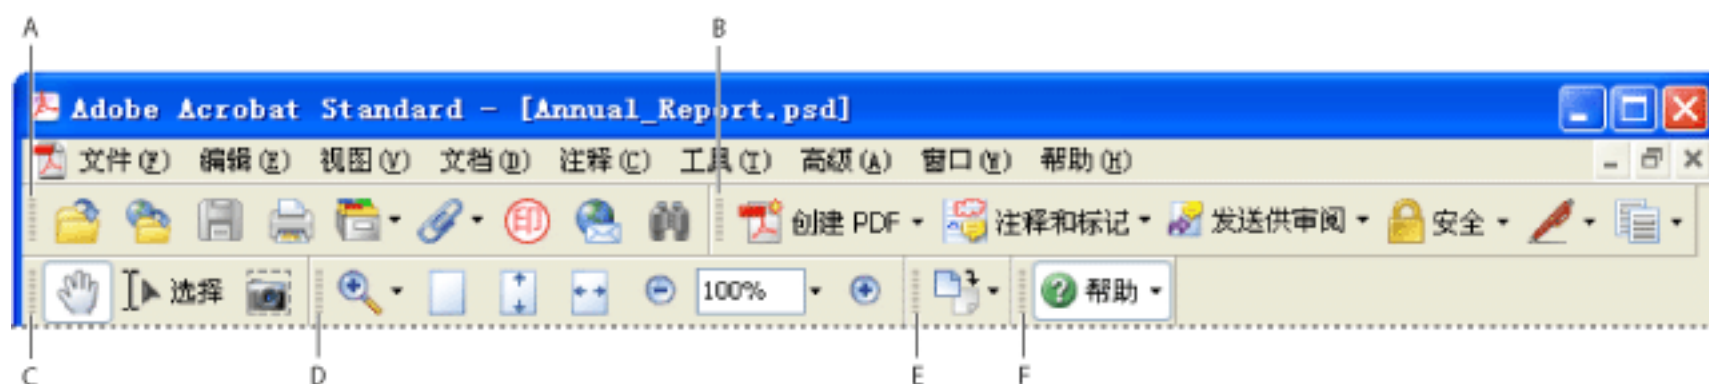 A B
Adobe Acrobat Standard - [Annual_Report.psd]
文件(F) 编辑(E) 视图(V) 文档(D) 注释(C) 工具(T) 高级(A) 窗口(W) 帮助(H)
印 创建 PDF 注释和标记 发送供审阅 安全
选择 100% 帮助
C D E F